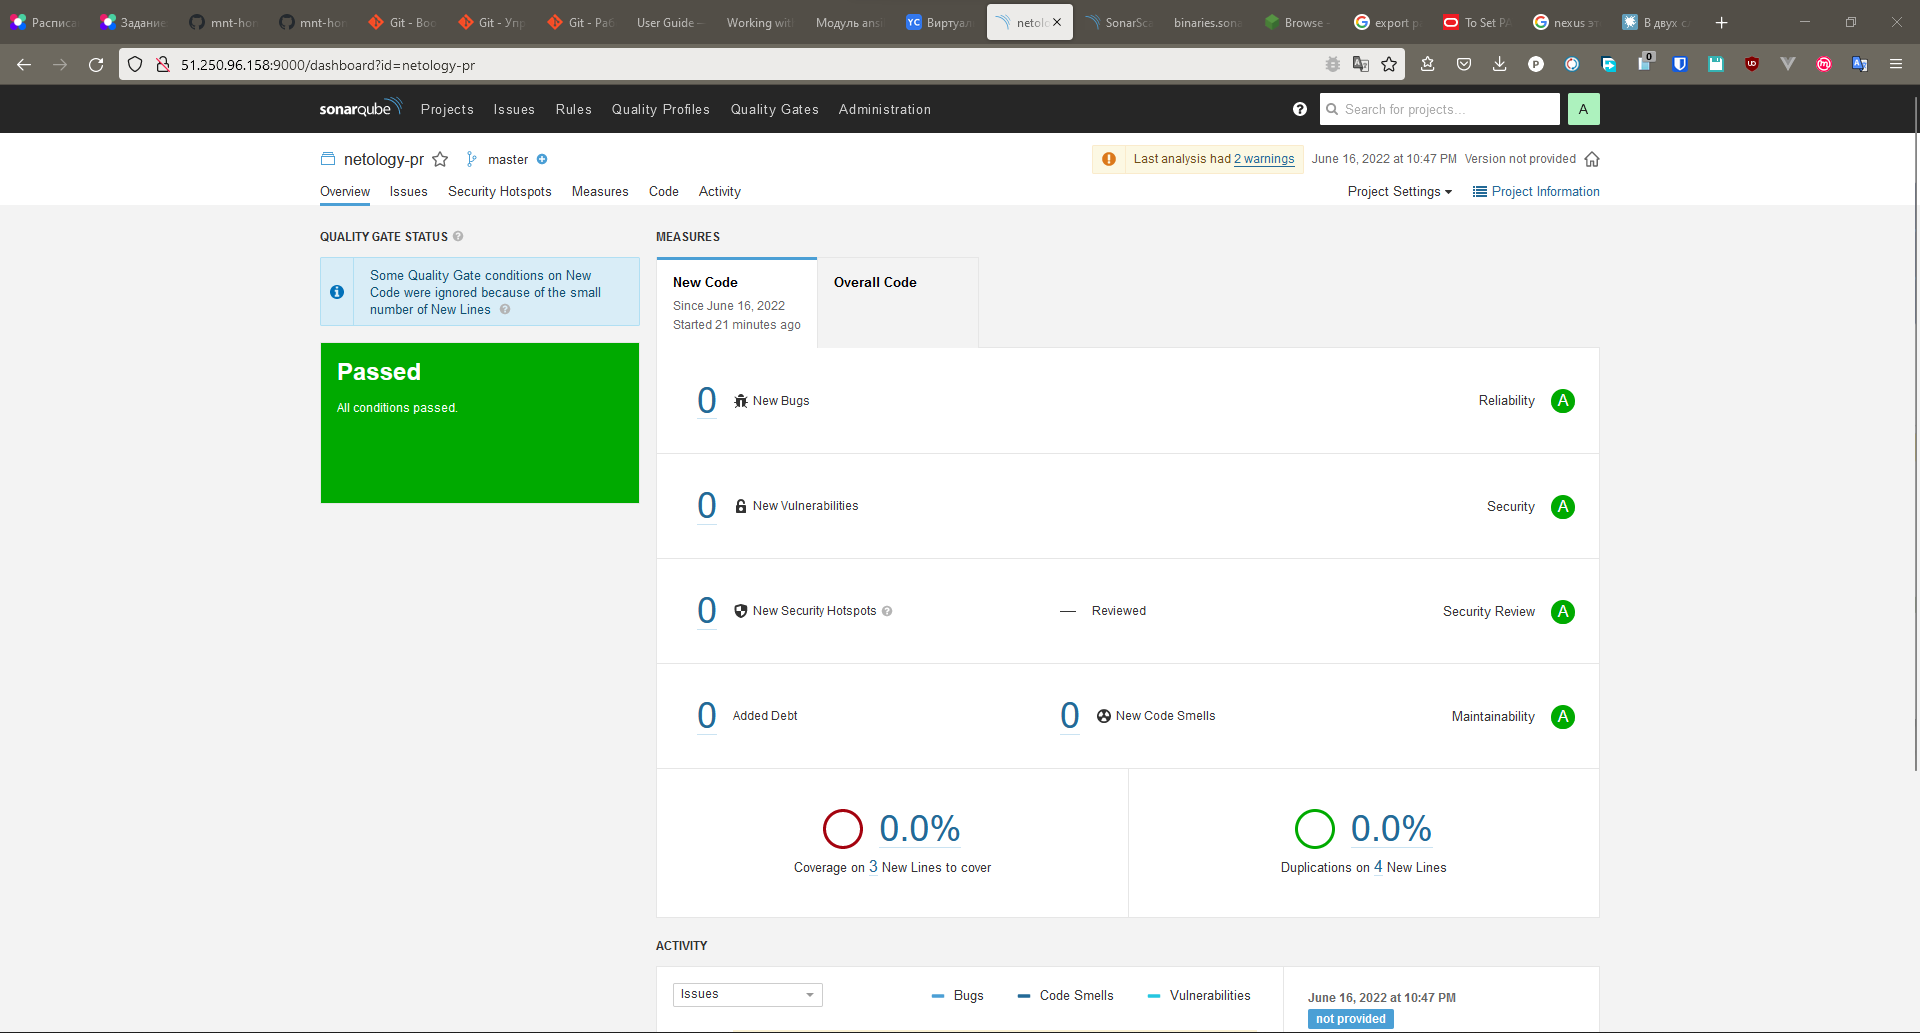 Расписа
Задание
mnt-hom
mnt-hom
Git - Вос
Git - Упр
Git - Раб
User Guide —
Working with
Модуль ans
Виртуал
netolo
SonarSca
binaries.sona
Browse -
export pa
To Set PA
nexus эт
В двух сл
51.250.96.158:9000/dashboard?id=netology-pr
sonarqube
Projects
Issues
Rules
Quality Profiles
Quality Gates
Administration
Search for projects...
A
netology-pr
master
Last analysis had 2 warnings
June 16, 2022 at 10:47 PM
Version not provided
Overview
Issues
Security Hotspots
Measures
Code
Activity
Project Settings
Project Information
QUALITY GATE STATUS
Some Quality Gate conditions on New
Code were ignored because of the small
number of New Lines
Passed
All conditions passed.
MEASURES
New Code
Since June 16, 2022
Started 21 minutes ago
Overall Code
0 New Bugs
Reliability A
0 New Vulnerabilities
Security A
0 New Security Hotspots
— Reviewed
Security Review A
0 Added Debt
0 New Code Smells
Maintainability A
0.0%
Coverage on 3 New Lines to cover
0.0%
Duplications on 4 New Lines
ACTIVITY
Issues
Bugs
Code Smells
Vulnerabilities
June 16, 2022 at 10:47 PM
not provided